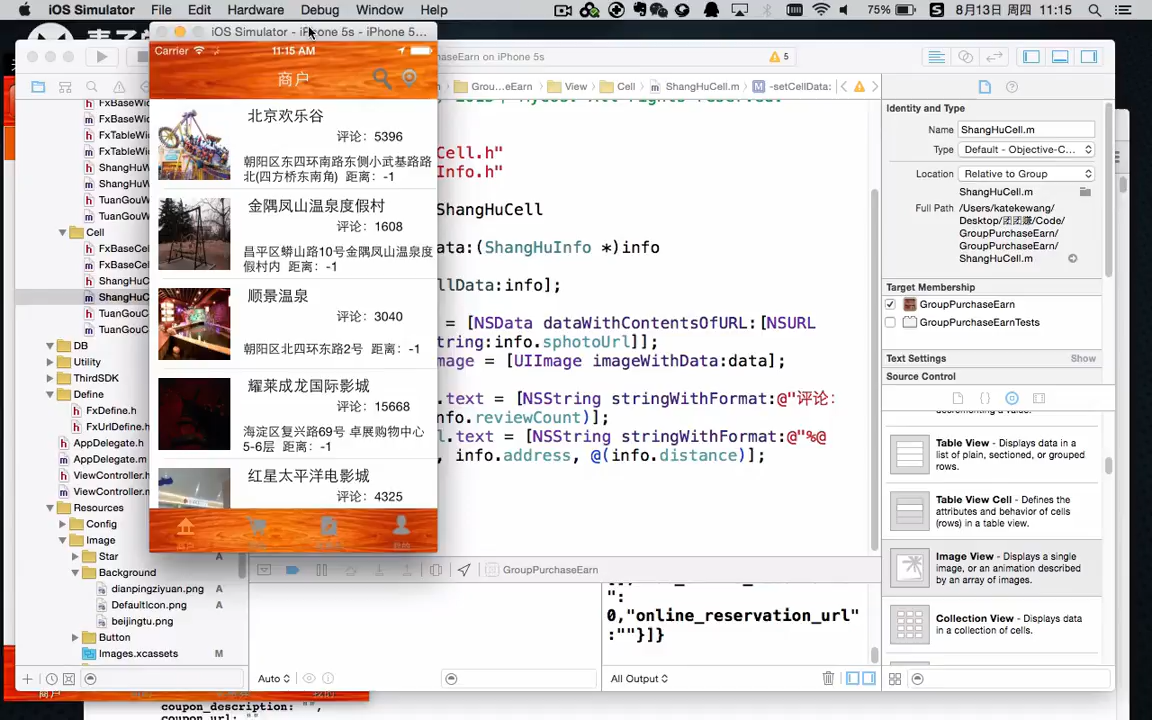 iOS Simulator File Edit Hardware Debug Window Help
75% 8月13日 周四 11:15
iOS Simulator - iPhone 5s - iPhone 5...
Carrier 11:15 AM
商户
北京欢乐谷
评论：5396
朝阳区东四环南路东侧小武基路路
北(四方桥东南角) 距离：-1
金隅凤山温泉度假村
评论：1608
昌平区蟒山路10号金隅凤山温泉度
假村内 距离：-1
顺景温泉
评论：3040
朝阳区北四环东路2号 距离：-1
耀莱成龙国际影城
评论：15668
海淀区复兴路69号 卓展购物中心
5-6层 距离：-1
红星太平洋电影城
评论：4325
earn on iPhone 5s
5
Grou...eEarn View Cell ShangHuCell.m -setCellData:
FxBaseWi
FxTableWi
FxTableWi
ShangHuW
ShangHuW
TuanGouW
TuanGouW
Cell
FxBaseCel
FxBaseCel
ShangHuC
ShangHuC
TuanGouC
TuanGouC
DB
Utility
ThirdSDK
Define
FxDefine.h
FxUrlDefine.h
AppDelegate.h
AppDelegate.m
ViewController.h
ViewController.m
Resources
Config
Image
Star A
Background
dianpingziyuan.png A
DefaultIcon.png A
beijingtu.png
Button
Images.xcassets M
Cell.h"
Info.h"
ShangHuCell
ata:(ShangHuInfo *)info
llData:info];
= [NSData dataWithContentsOfURL:[NSURL
tring:info.sphotoUrl]];
mage = [UIImage imageWithData:data];
.text = [NSString stringWithFormat:@"评论:
nfo.reviewCount)];
l.text = [NSString stringWithFormat:@"%@
, info.address, @(info.distance)];
GroupPurchaseEarn
":
0,"online_reservation_url"
:""}]}
Auto
All Output
Identity and Type
Name ShangHuCell.m
Type Default - Objective-C...
Location Relative to Group
ShangHuCell.m
Full Path /Users/katekewang/
Desktop/团团赚/Code/
GroupPurchaseEarn/
GroupPurchaseEarn/
ShangHuCell.m
Target Membership
GroupPurchaseEarn
GroupPurchaseEarnTests
Text Settings Show
Source Control
decrementing a value.
Table View - Displays data in a
list of plain, sectioned, or grouped
rows.
Table View Cell - Defines the
attributes and behavior of cells
(rows) in a table view.
Image View - Displays a single
image, or an animation described
by an array of images.
Collection View - Displays data
in a collection of cells.
coupon_description: "",
coupon_url: ""